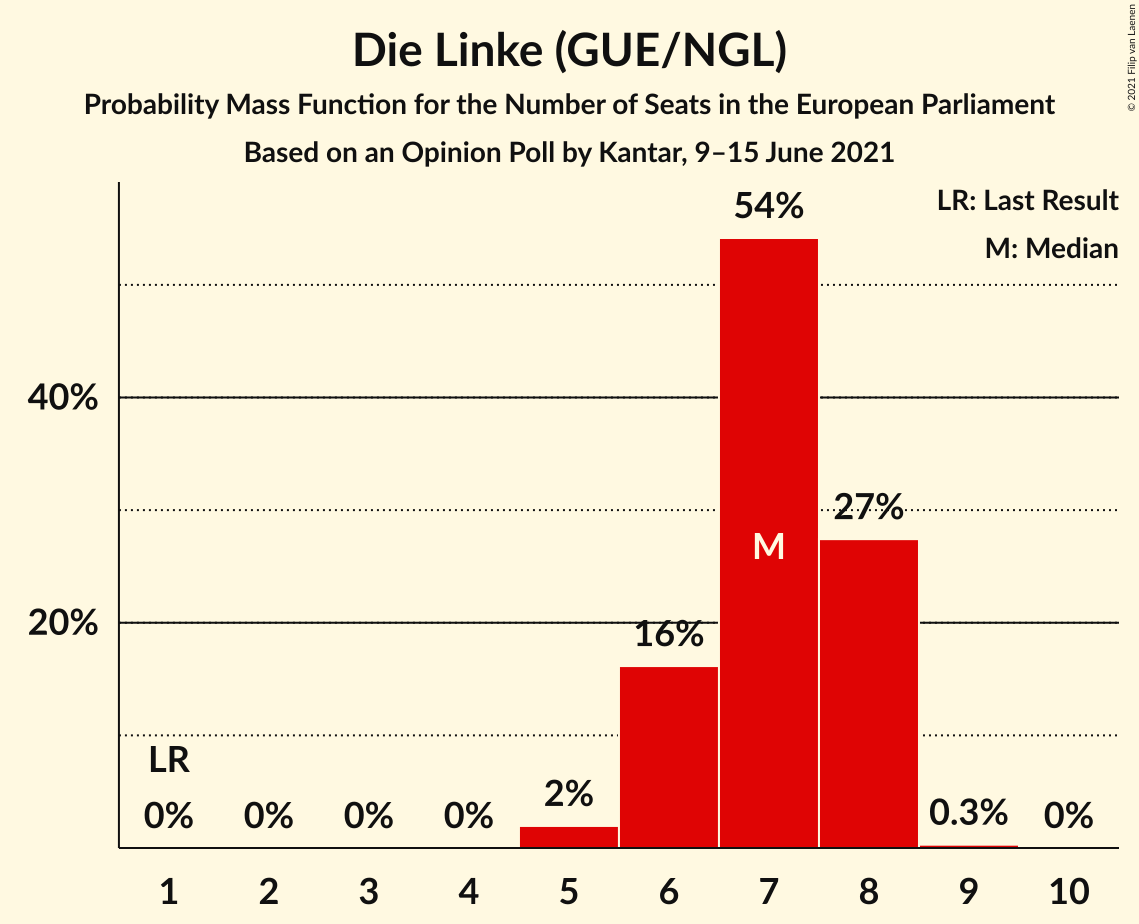 Die Linke (GUE/NGL)
Probability Mass Function for the Number of Seats in the European Parliament
Based on an Opinion Poll by Kantar, 9–15 June 2021
© 2021 Filip van Laenen
LR: Last Result
M: Median
54%
40%
27%
M
20%
16%
LR
0%
0%
0%
0%
2%
0.3%
0%
1 2 3 4 5 6 7 8 9 10